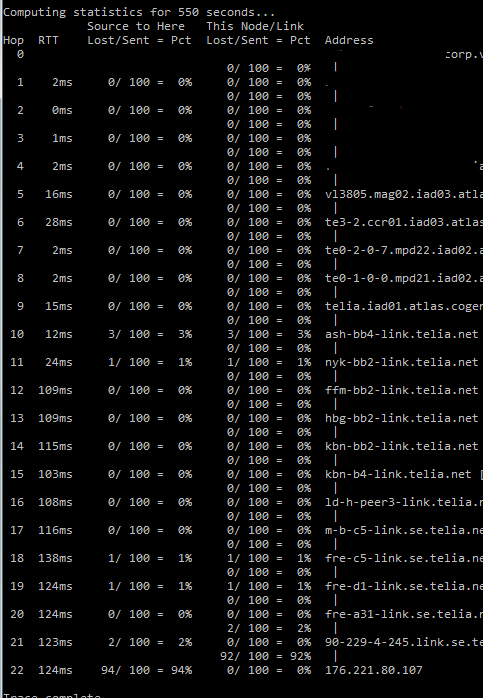 Computing statistics for 550 seconds...
Source to Here This Node/Link
Hop RTT Lost/Sent = Pct Lost/Sent = Pct Address
0 corp.v
0/ 100 = 0% |
1 2ms 0/ 100 = 0% 0/ 100 = 0%
0/ 100 = 0% |
2 0ms 0/ 100 = 0% 0/ 100 = 0%
0/ 100 = 0% |
3 1ms 0/ 100 = 0% 0/ 100 = 0%
0/ 100 = 0% |
4 2ms 0/ 100 = 0% 0/ 100 = 0%
0/ 100 = 0% |
5 16ms 0/ 100 = 0% 0/ 100 = 0% vl3805.mag02.iad03.atla
0/ 100 = 0% |
6 28ms 0/ 100 = 0% 0/ 100 = 0% te3-2.ccr01.iad03.atlas
0/ 100 = 0% |
7 2ms 0/ 100 = 0% 0/ 100 = 0% te0-2-0-7.mpd22.iad02.a
0/ 100 = 0% |
8 2ms 0/ 100 = 0% 0/ 100 = 0% te0-1-0-0.mpd21.iad02.a
0/ 100 = 0% |
9 15ms 0/ 100 = 0% 0/ 100 = 0% telia.iad01.atlas.cogen
0/ 100 = 0% |
10 12ms 3/ 100 = 3% 3/ 100 = 3% ash-bb4-link.telia.net
0/ 100 = 0% |
11 24ms 1/ 100 = 1% 1/ 100 = 1% nyk-bb2-link.telia.net
0/ 100 = 0% |
12 109ms 0/ 100 = 0% 0/ 100 = 0% ffm-bb2-link.telia.net
0/ 100 = 0% |
13 109ms 0/ 100 = 0% 0/ 100 = 0% hbg-bb2-link.telia.net
0/ 100 = 0% |
14 115ms 0/ 100 = 0% 0/ 100 = 0% kbn-bb2-link.telia.net
0/ 100 = 0% |
15 103ms 0/ 100 = 0% 0/ 100 = 0% kbn-b4-link.telia.net [
0/ 100 = 0% |
16 108ms 0/ 100 = 0% 0/ 100 = 0% ld-h-peer3-link.telia.n
0/ 100 = 0% |
17 116ms 0/ 100 = 0% 0/ 100 = 0% m-b-c5-link.se.telia.ne
0/ 100 = 0% |
18 138ms 1/ 100 = 1% 1/ 100 = 1% fre-c5-link.se.telia.ne
0/ 100 = 0% |
19 124ms 1/ 100 = 1% 1/ 100 = 1% fre-d1-link.se.telia.ne
0/ 100 = 0% |
20 124ms 0/ 100 = 0% 0/ 100 = 0% fre-a31-link.se.telia.n
2/ 100 = 2% |
21 123ms 2/ 100 = 2% 0/ 100 = 0% 90-229-4-245.link.se.te
92/ 100 = 92% |
22 124ms 94/ 100 = 94% 0/ 100 = 0% 176.221.80.107
Trace complete